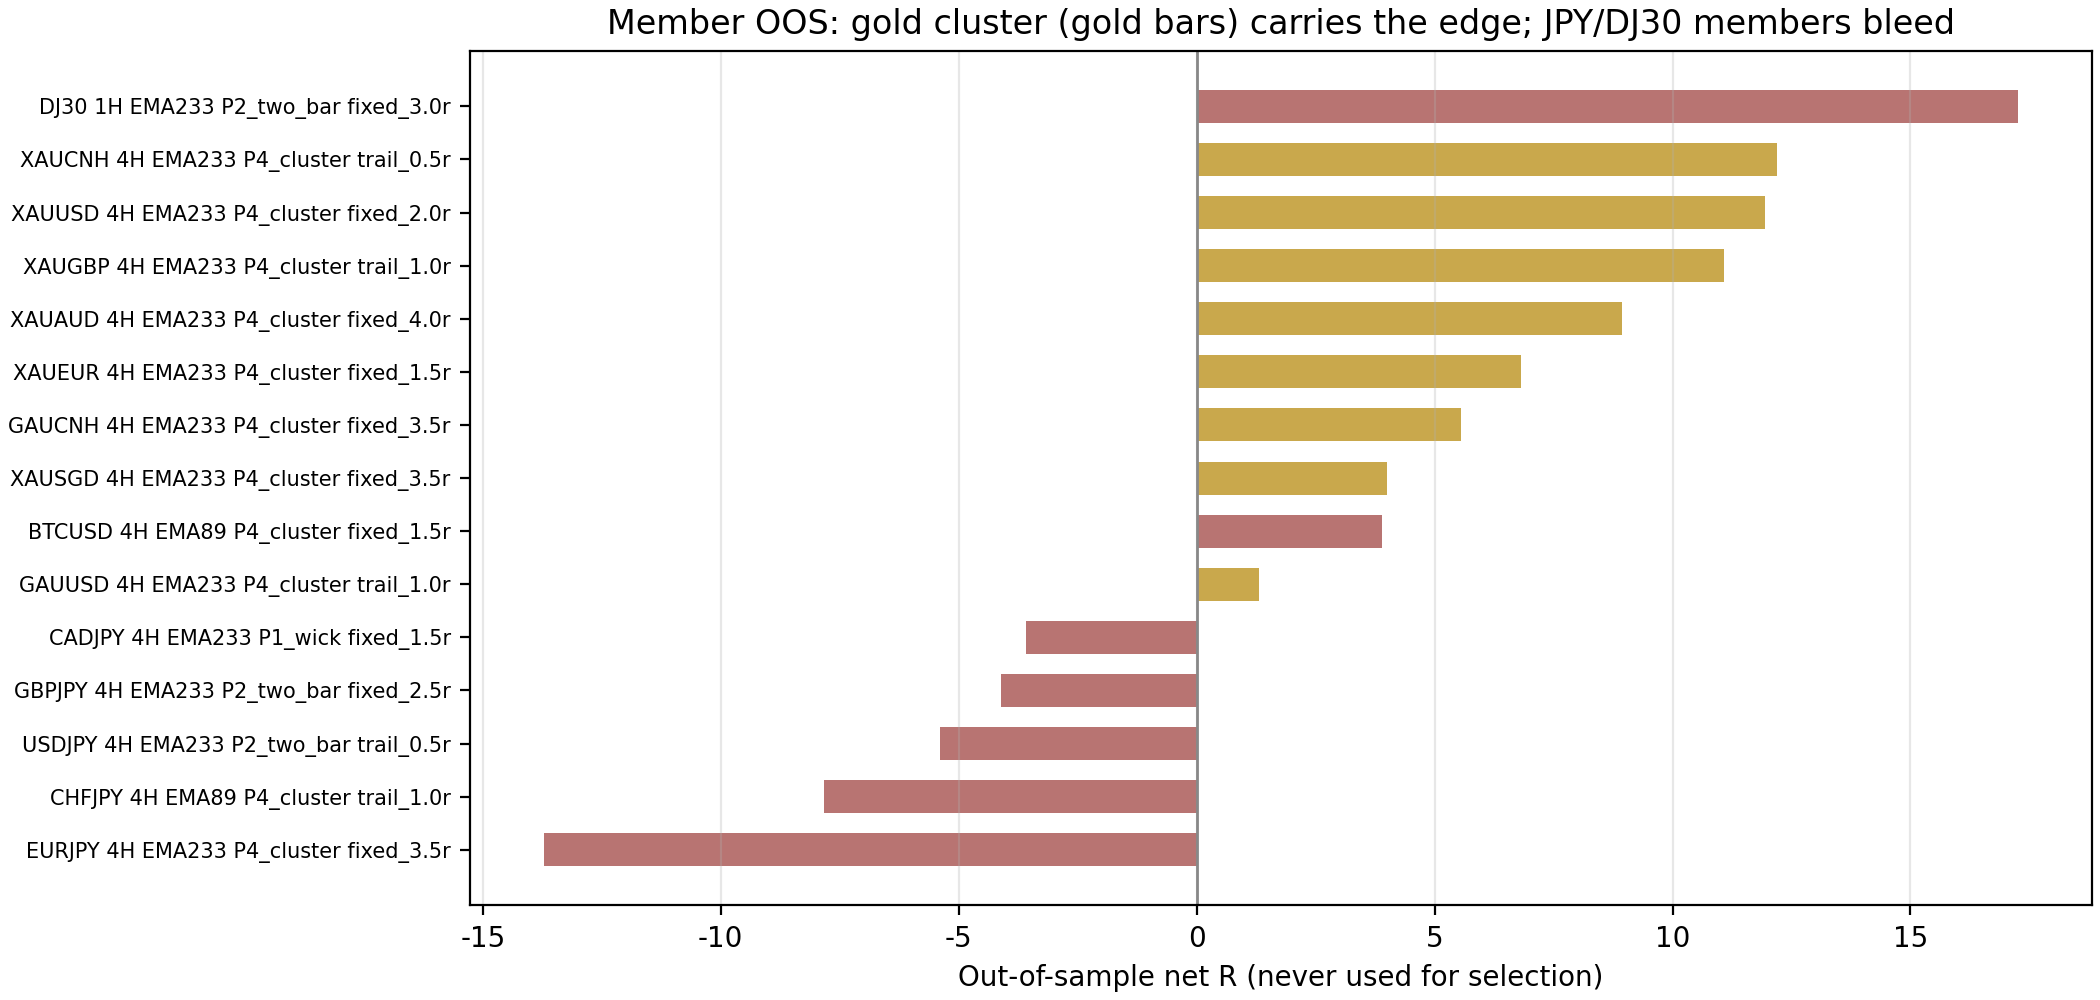 Member OOS: gold cluster (gold bars) carries the edge; JPY/DJ30 members bleed
DJ30 1H EMA233 P2_two_bar fixed_3.0r
XAUCNH 4H EMA233 P4_cluster trail_0.5r
XAUUSD 4H EMA233 P4_cluster fixed_2.0r
XAUGBP 4H EMA233 P4_cluster trail_1.0r
XAUAUD 4H EMA233 P4_cluster fixed_4.0r
XAUEUR 4H EMA233 P4_cluster fixed_1.5r
GAUCNH 4H EMA233 P4_cluster fixed_3.5r
XAUSGD 4H EMA233 P4_cluster fixed_3.5r
BTCUSD 4H EMA89 P4_cluster fixed_1.5r
GAUUSD 4H EMA233 P4_cluster trail_1.0r
CADJPY 4H EMA233 P1_wick fixed_1.5r
GBPJPY 4H EMA233 P2_two_bar fixed_2.5r
USDJPY 4H EMA233 P2_two_bar trail_0.5r
CHFJPY 4H EMA89 P4_cluster trail_1.0r
EURJPY 4H EMA233 P4_cluster fixed_3.5r
-15 -10 -5 0 5 10 15
Out-of-sample net R (never used for selection)